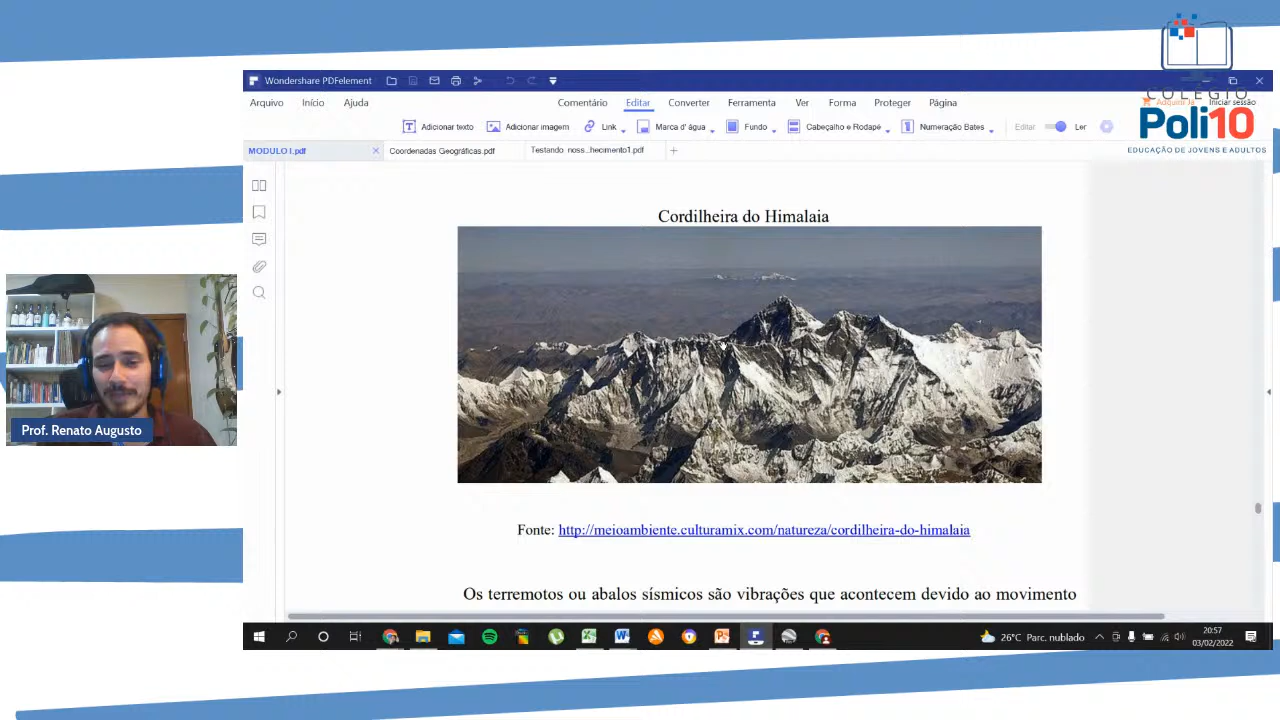 COLÉGIO
Poli10
EDUCAÇÃO DE JOVENS E ADULTOS
Wondershare PDFelement
Arquivo Início Ajuda Comentário Editar Converter Ferramenta Ver Forma Proteger Página Iniciar sessão
Adicionar texto Adicionar imagem Link Marca d' água Fundo Cabeçalho e Rodapé Numeração Bates Editar Ler
MODULO I.pdf Coordenadas Geográficas.pdf Testando noss...hecimento1.pdf
Cordilheira do Himalaia
Prof. Renato Augusto
Fonte: http://meioambiente.culturamix.com/natureza/cordilheira-do-himalaia
Os terremotos ou abalos sísmicos são vibrações que acontecem devido ao movimento
26°C Parc. nublado
20:57
03/02/2022